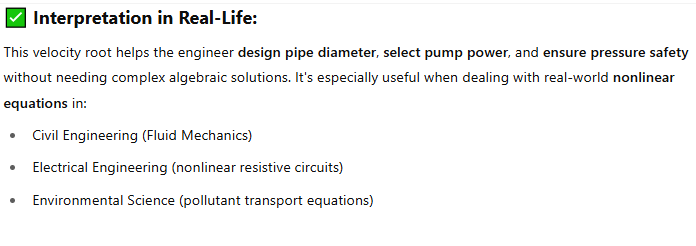 ✅ Interpretation in Real-Life:
This velocity root helps the engineer design pipe diameter, select pump power, and ensure pressure safety
without needing complex algebraic solutions. It's especially useful when dealing with real-world nonlinear
equations in:
• Civil Engineering (Fluid Mechanics)
• Electrical Engineering (nonlinear resistive circuits)
• Environmental Science (pollutant transport equations)